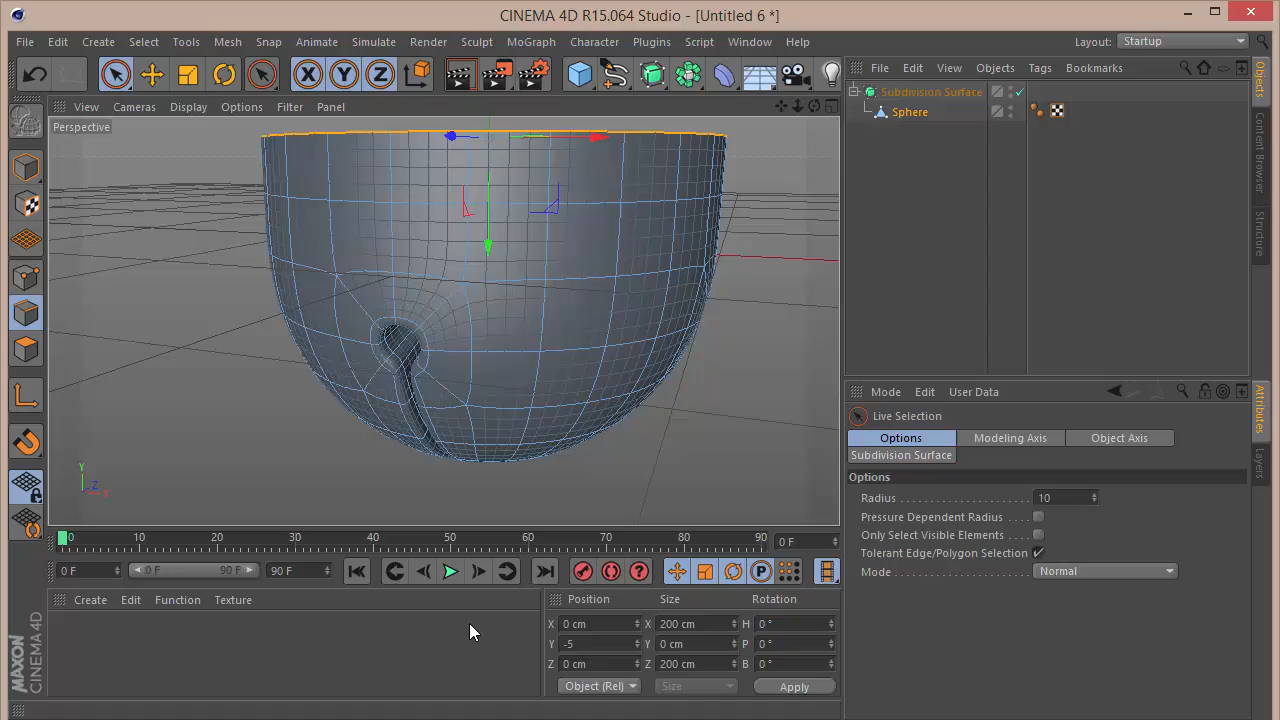 CINEMA 4D R15.064 Studio - [Untitled 6 *]
File Edit Create Select Tools Mesh Snap Animate Simulate Render Sculpt MoGraph Character Plugins Script Window Help Layout: Startup
X Y Z
File Edit View Objects Tags Bookmarks
View Cameras Display Options Filter Panel
Perspective
Subdivision Surface
Sphere
Objects
Content Browser
Structure
Mode Edit User Data
Live Selection
Options Modeling Axis Object Axis
Subdivision Surface
Options
Radius 10
Pressure Dependent Radius
Only Select Visible Elements
Tolerant Edge/Polygon Selection
Mode Normal
Attributes
Layers
Y
Z
X
0 10 20 30 40 50 60 70 80 90 0 F
0 F 0 F 90 F 90 F P
Create Edit Function Texture
Position Size Rotation
X 0 cm X 200 cm H 0 °
Y -5 Y 0 cm P 0 °
Z 0 cm Z 200 cm B 0 °
Object (Rel) Size Apply
MAXON
CINEMA 4D